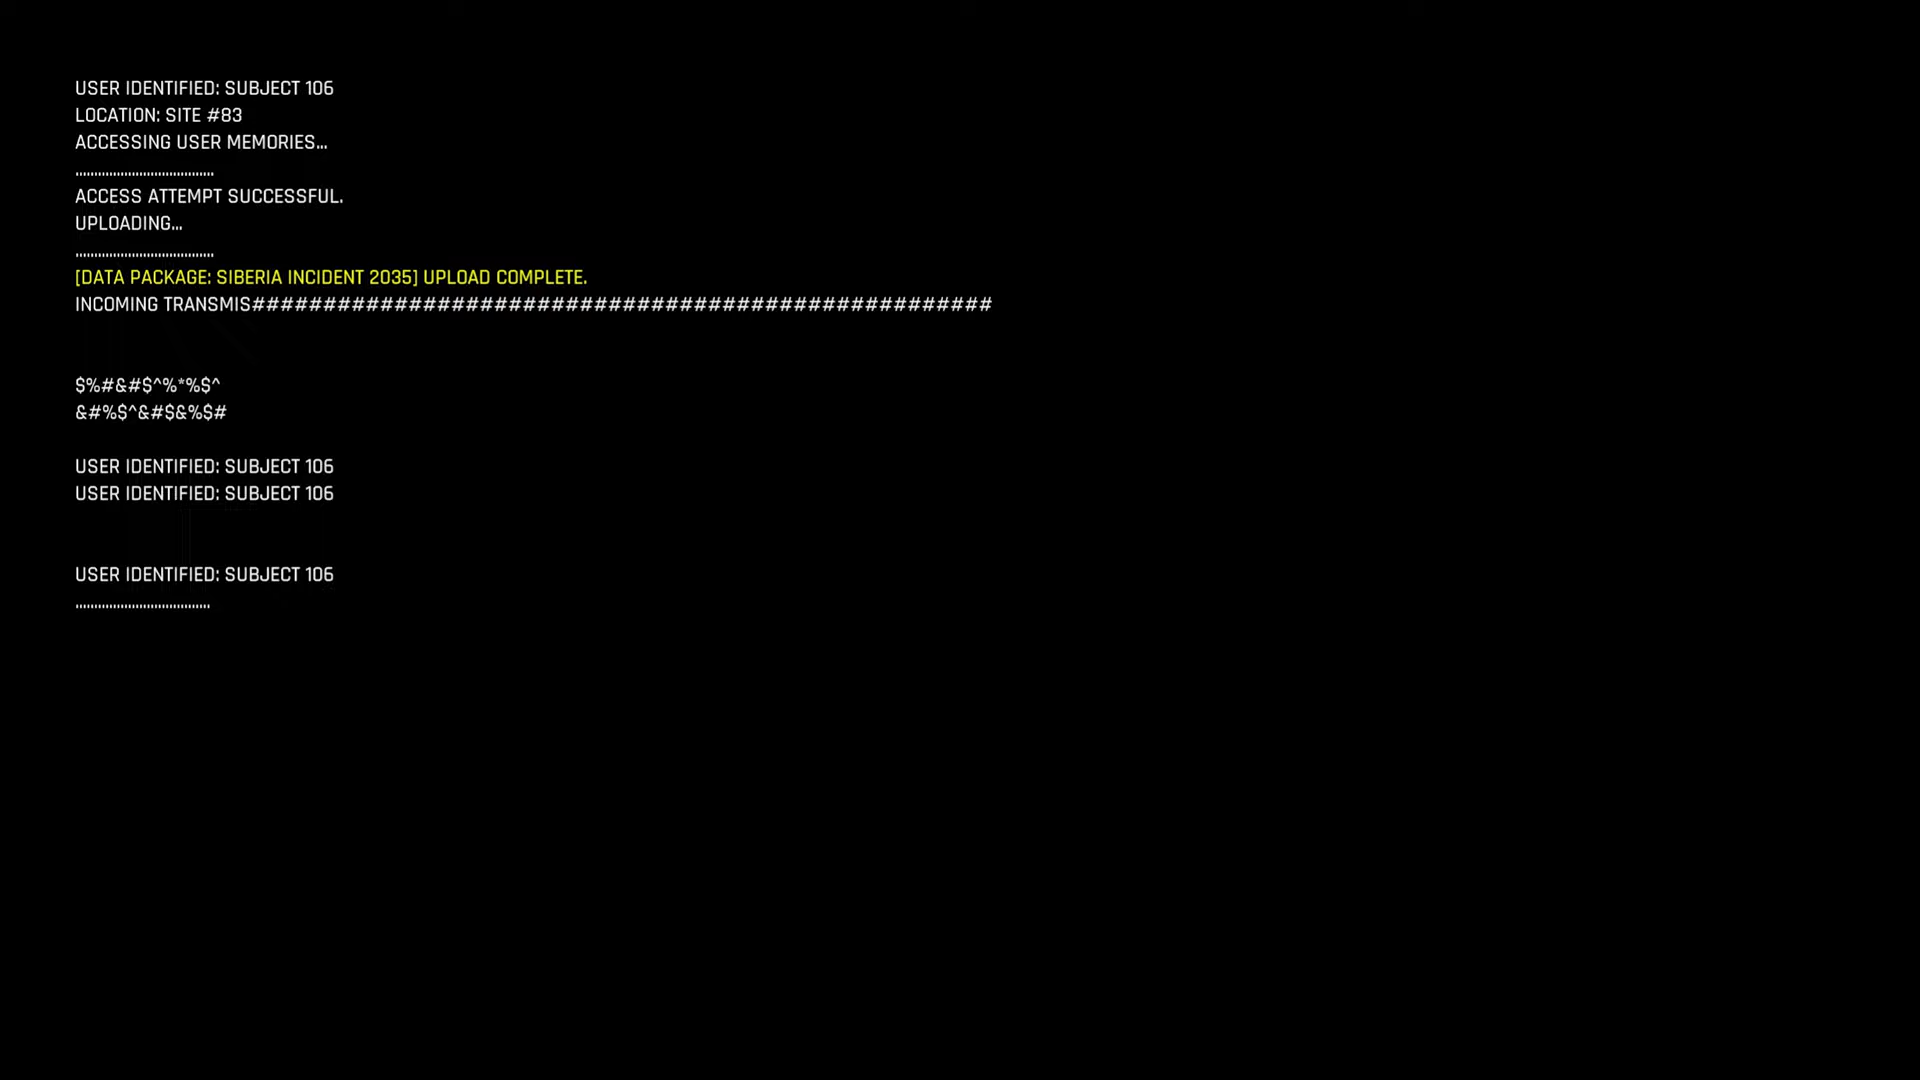 USER IDENTIFIED: SUBJECT 106
LOCATION: SITE #83
ACCESSING USER MEMORIES...
.....................................
ACCESS ATTEMPT SUCCESSFUL.
UPLOADING...
.....................................
[DATA PACKAGE: SIBERIA INCIDENT 2035] UPLOAD COMPLETE.
INCOMING TRANSMIS####################################################
$%#&#$^%*%$^
&#%$^&#$&%$#
USER IDENTIFIED: SUBJECT 106
USER IDENTIFIED: SUBJECT 106
USER IDENTIFIED: SUBJECT 106
....................................